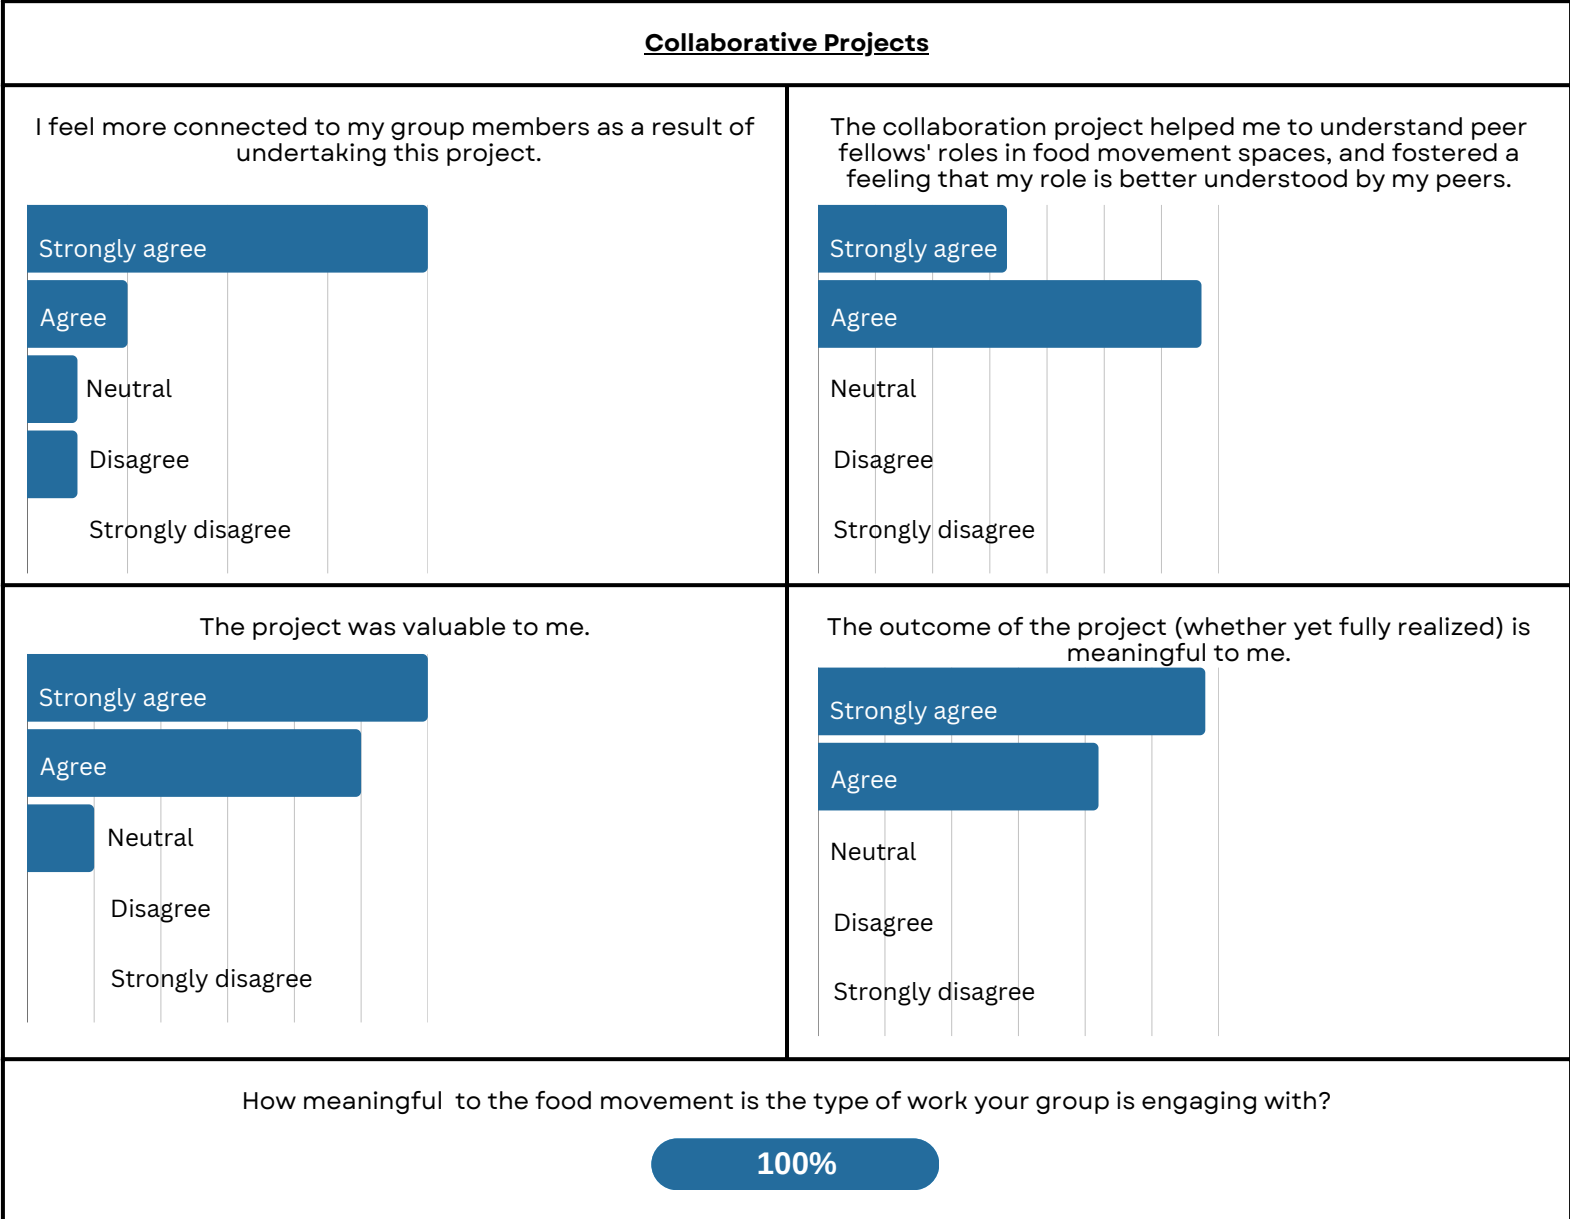 Collaborative Projects
I feel more connected to my group members as a result of
undertaking this project.
Strongly agree
Agree
Neutral
Disagree
Strongly disagree
The collaboration project helped me to understand peer
fellows' roles in food movement spaces, and fostered a
feeling that my role is better understood by my peers.
Strongly agree
Agree
Neutral
Disagree
Strongly disagree
The project was valuable to me.
Strongly agree
Agree
Neutral
Disagree
Strongly disagree
The outcome of the project (whether yet fully realized) is
meaningful to me.
Strongly agree
Agree
Neutral
Disagree
Strongly disagree
How meaningful  to the food movement is the type of work your group is engaging with?
100%